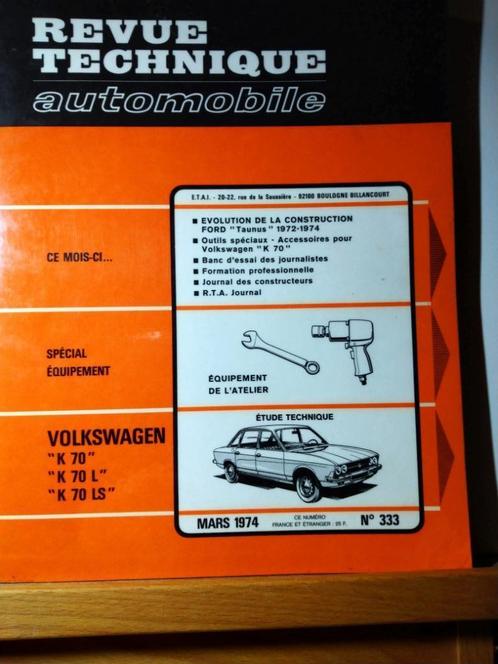 REVUE
TECHNIQUE
automobile
E.T.A.I. - 20-22, rue de la Saussière - 92100 BOULOGNE BILLANCOURT
CE MOIS-CI...
■ EVOLUTION DE LA CONSTRUCTION
FORD "Taunus" 1972-1974
■ Outils spéciaux - Accessoires pour
Volkswagen "K 70"
■ Banc d'essai des journalistes
■ Formation professionnelle
■ Journal des constructeurs
■ R.T.A. Journal
SPÉCIAL
ÉQUIPEMENT
ÉQUIPEMENT
DE L'ATELIER
VOLKSWAGEN
"K 70"
"K 70 L"
"K 70 LS"
ÉTUDE TECHNIQUE
MARS 1974
CE NUMÉRO
FRANCE ET ÉTRANGER : 25 F.
N° 333